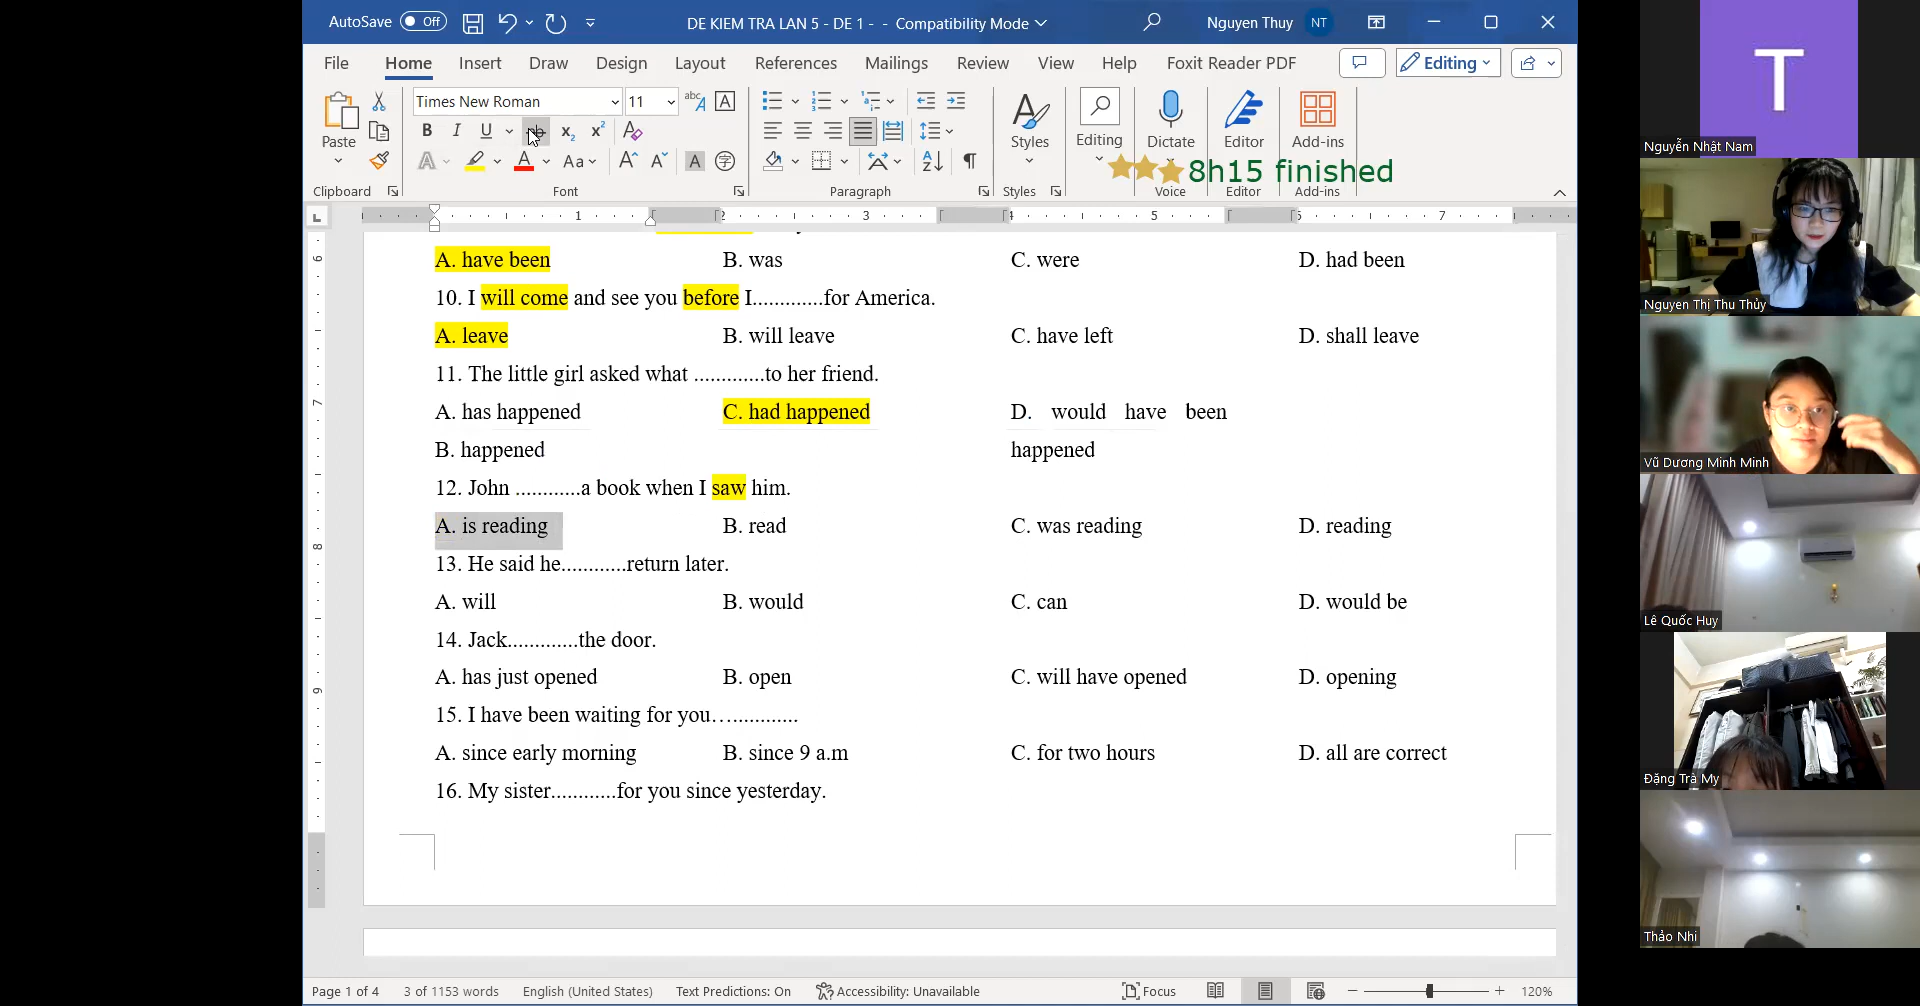 AutoSave Off DE KIEM TRA LAN 5 - DE 1 - - Compatibility Mode Nguyen Thuy NT
File Home Insert Draw Design Layout References Mailings Review View Help Foxit Reader PDF Editing
Times New Roman 11
Paste Styles Editing Dictate Editor Add-ins
8h15 finished
Clipboard Font Paragraph Styles Voice Editor Add-ins
1 2 3 4 5 6 7
A. have been B. was C. were D. had been
10. I will come and see you before I.............for America.
A. leave B. will leave C. have left D. shall leave
11. The little girl asked what .............to her friend.
A. has happened C. had happened D. would have been
B. happened happened
12. John ............a book when I saw him.
A. is reading B. read C. was reading D. reading
13. He said he............return later.
A. will B. would C. can D. would be
14. Jack.............the door.
A. has just opened B. open C. will have opened D. opening
15. I have been waiting for you…............
A. since early morning B. since 9 a.m C. for two hours D. all are correct
16. My sister............for you since yesterday.
Page 1 of 4 3 of 1153 words English (United States) Text Predictions: On Accessibility: Unavailable Focus 120%
T
Nguyễn Nhật Nam
Nguyen Thị Thu Thủy
Vũ Dương Minh Minh
Lê Quốc Huy
Đặng Trà My
Thảo Nhi